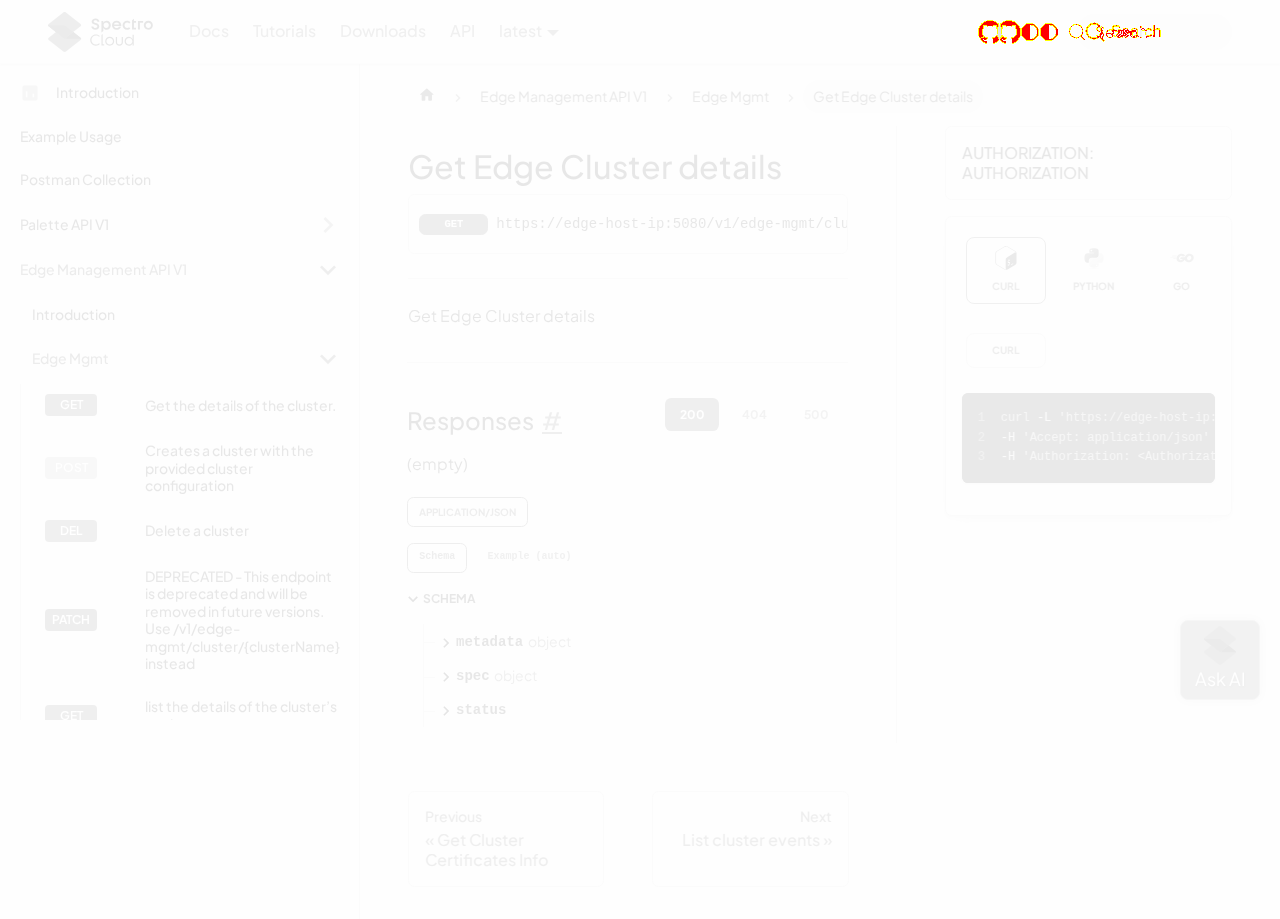 Spectro Cloud
Docs Tutorials Downloads API latest
Introduction
Example Usage
Postman Collection
Palette API V1
Edge Management API V1
Introduction
Edge Mgmt
GET Get the details of the cluster.
POST Creates a cluster with the
provided cluster
configuration
DEL Delete a cluster
PATCH DEPRECATED - This endpoint
is deprecated and will be
removed in future versions.
Use /v1/edge-
mgmt/cluster/{clusterName}
instead
GET list the details of the cluster's
Edge Management API V1 Edge Mgmt Get Edge Cluster details
Get Edge Cluster details
GET https://edge-host-ip:5080/v1/edge-mgmt/clu
Get Edge Cluster details
Responses #
200 404 500
(empty)
APPLICATION/JSON
Schema Example (auto)
SCHEMA
metadata object
spec object
status
Previous
« Get Cluster
Certificates Info
Next
List cluster events »
AUTHORIZATION:
AUTHORIZATION
CURL PYTHON GO GO
CURL
1 curl -L 'https://edge-host-ip:
2 -H 'Accept: application/json'
3 -H 'Authorization: <Authorizat
Ask AI